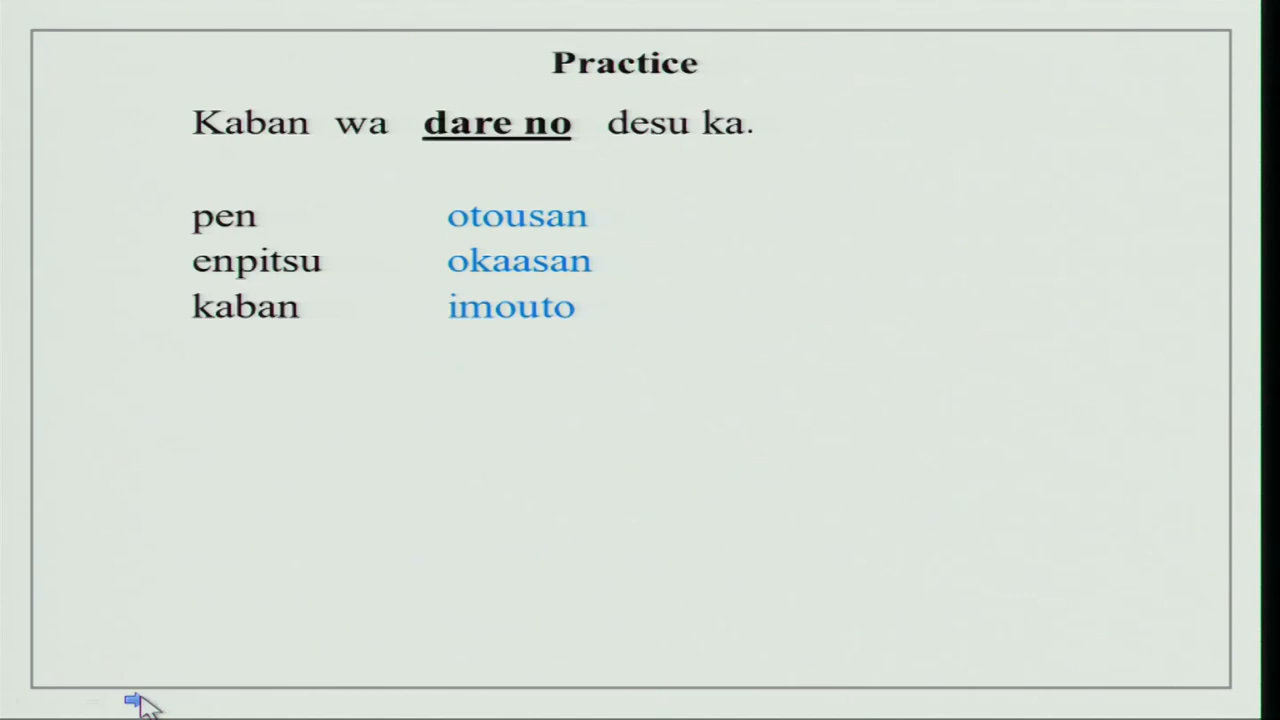 Practice
Kaban wa dare no desu ka.
pen otousan
enpitsu okaasan
kaban imouto